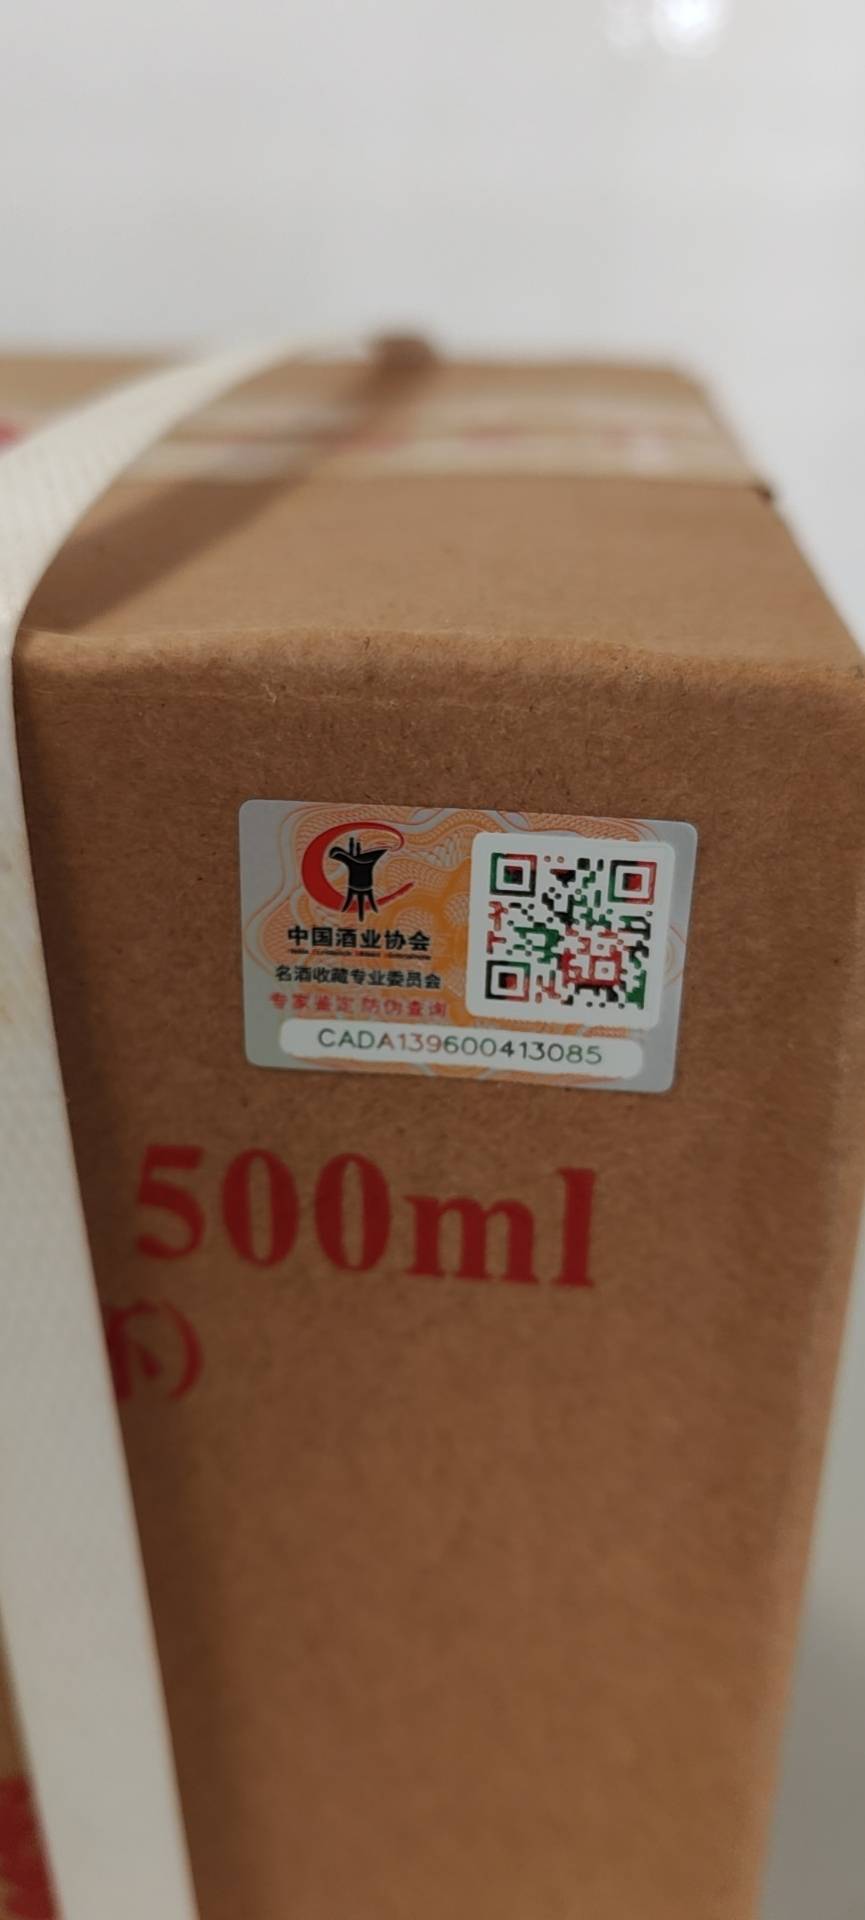 中国酒业协会
名酒收藏专业委员会
专家鉴定 防伪查询
CADA139600413085
500ml